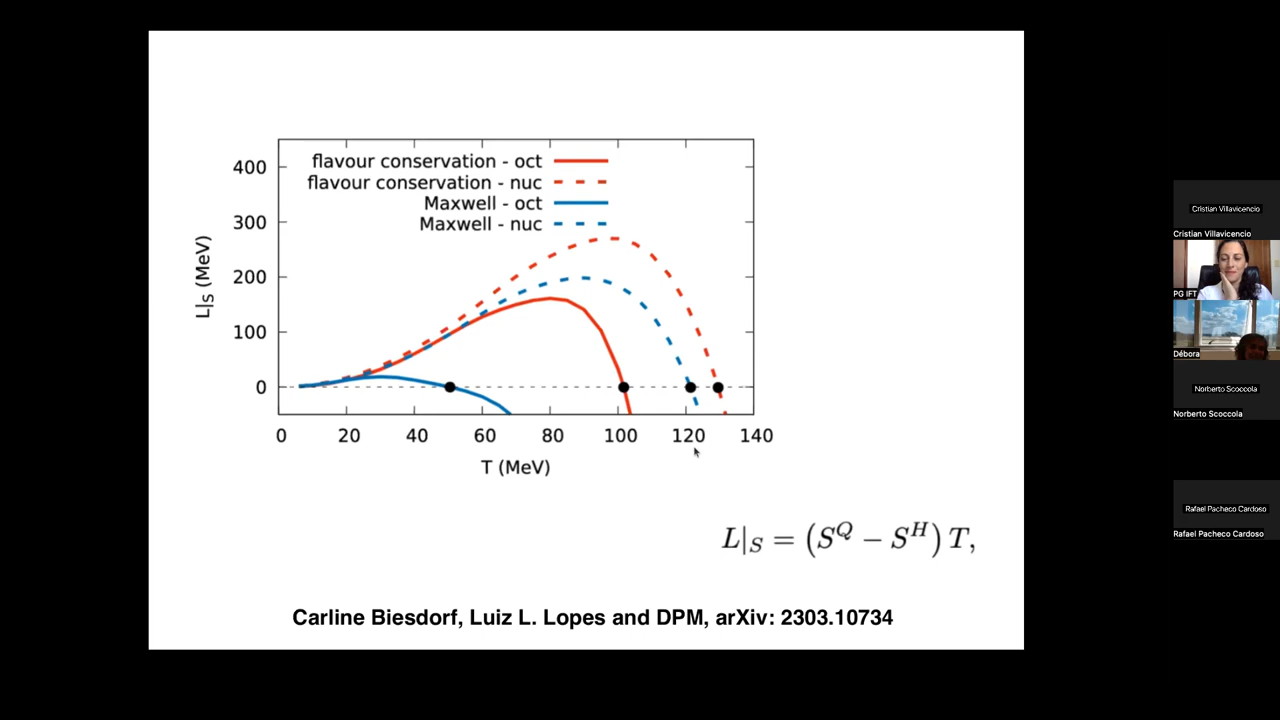 flavour conservation - oct
flavour conservation - nuc
Maxwell - oct
Maxwell - nuc
400
300
200
100
0
L|S (MeV)
0 20 40 60 80 100 120 140
T (MeV)
L|_S = (S^Q − S^H) T,
Carline Biesdorf, Luiz L. Lopes and DPM, arXiv: 2303.10734
Cristian Villavicencio
Cristian Villavicencio
PG IFT
Débora
Norberto Scoccola
Norberto Scoccola
Rafael Pacheco Cardoso
Rafael Pacheco Cardoso